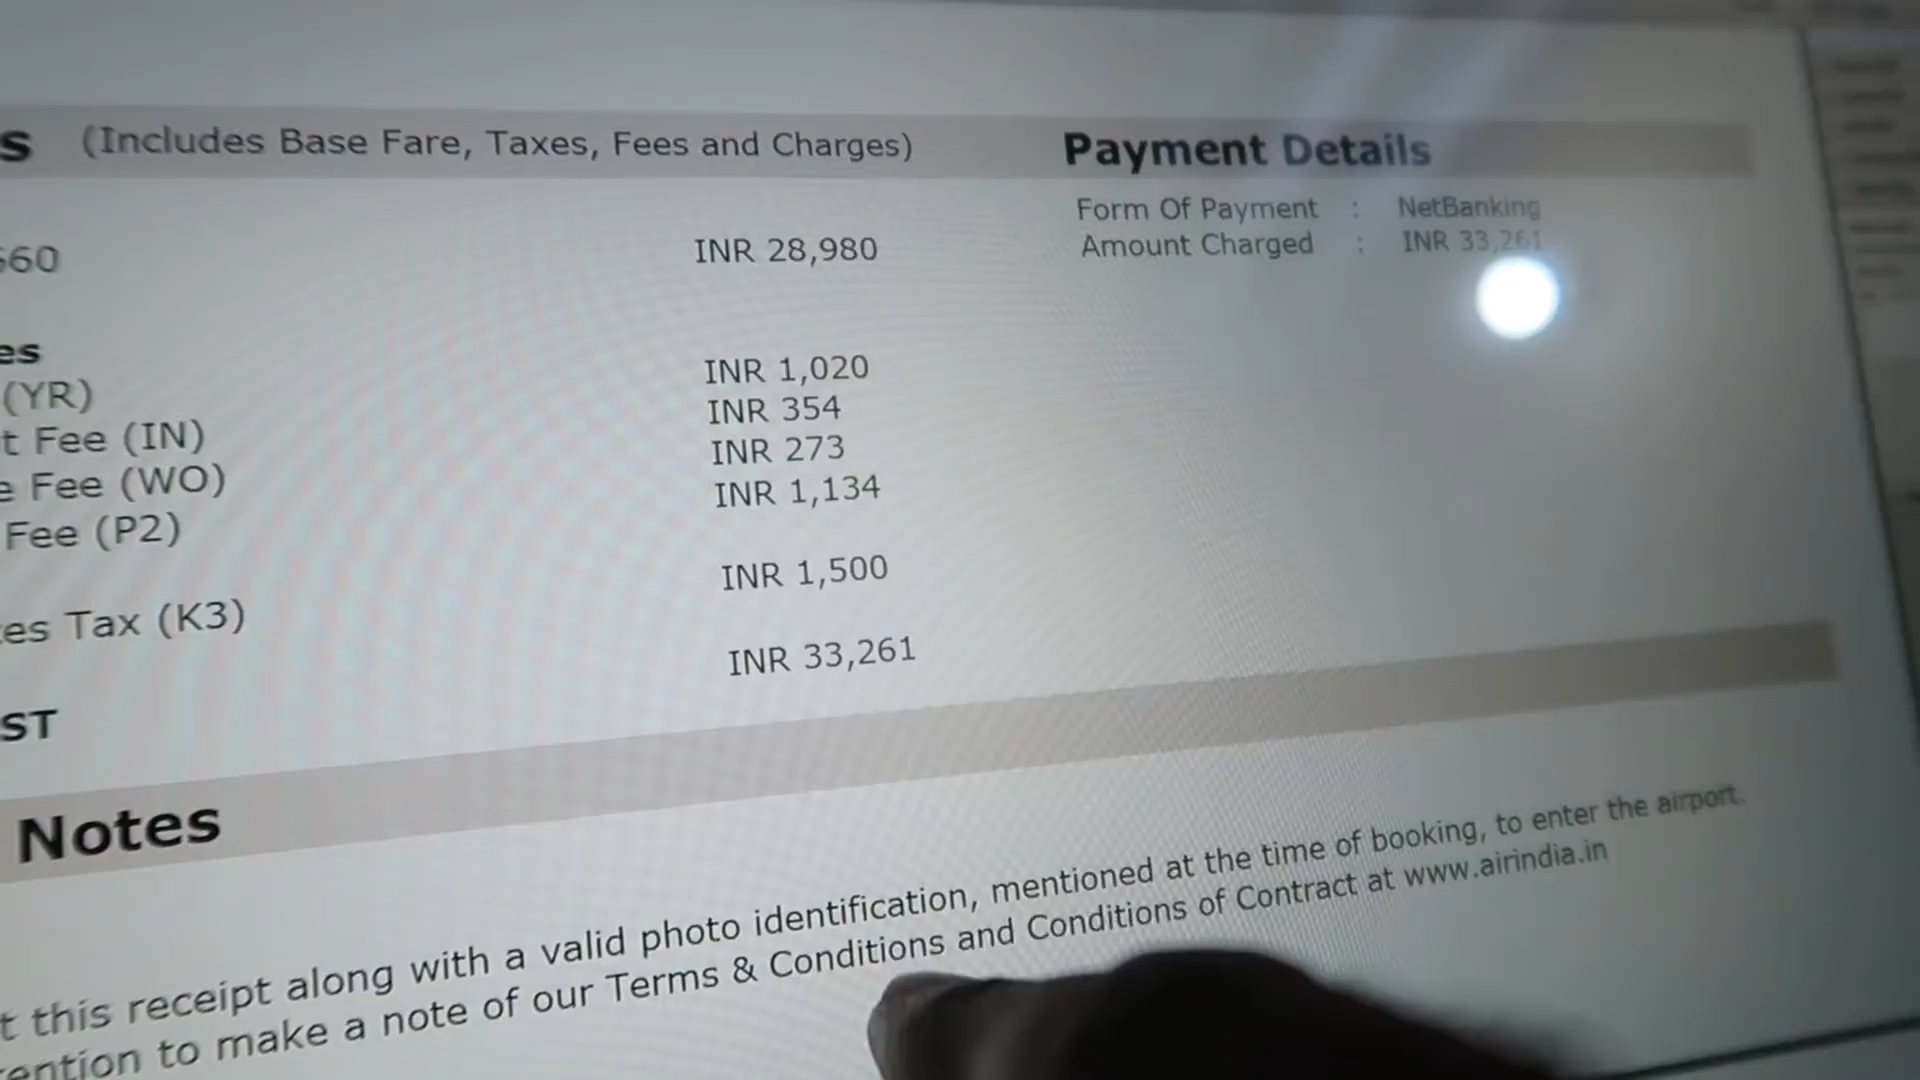 s (Includes Base Fare, Taxes, Fees and Charges)
60 INR 28,980
es
(YR) INR 1,020
t Fee (IN) INR 354
e Fee (WO) INR 273
Fee (P2) INR 1,134
es Tax (K3) INR 1,500
ST INR 33,261
Payment Details
Form Of Payment : NetBanking
Amount Charged : INR 33,261
Notes
t this receipt along with a valid photo identification, mentioned at the time of booking, to enter the airport.
ention to make a note of our Terms & Conditions and Conditions of Contract at www.airindia.in